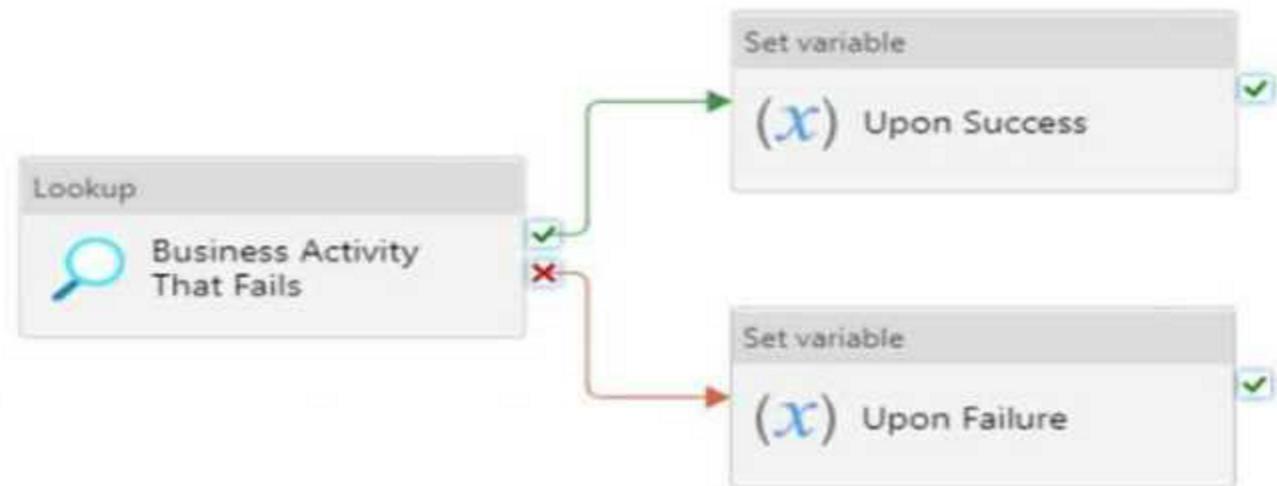 Set variable
(x) Upon Success
Lookup
Business Activity
That Fails
Set variable
(x) Upon Failure